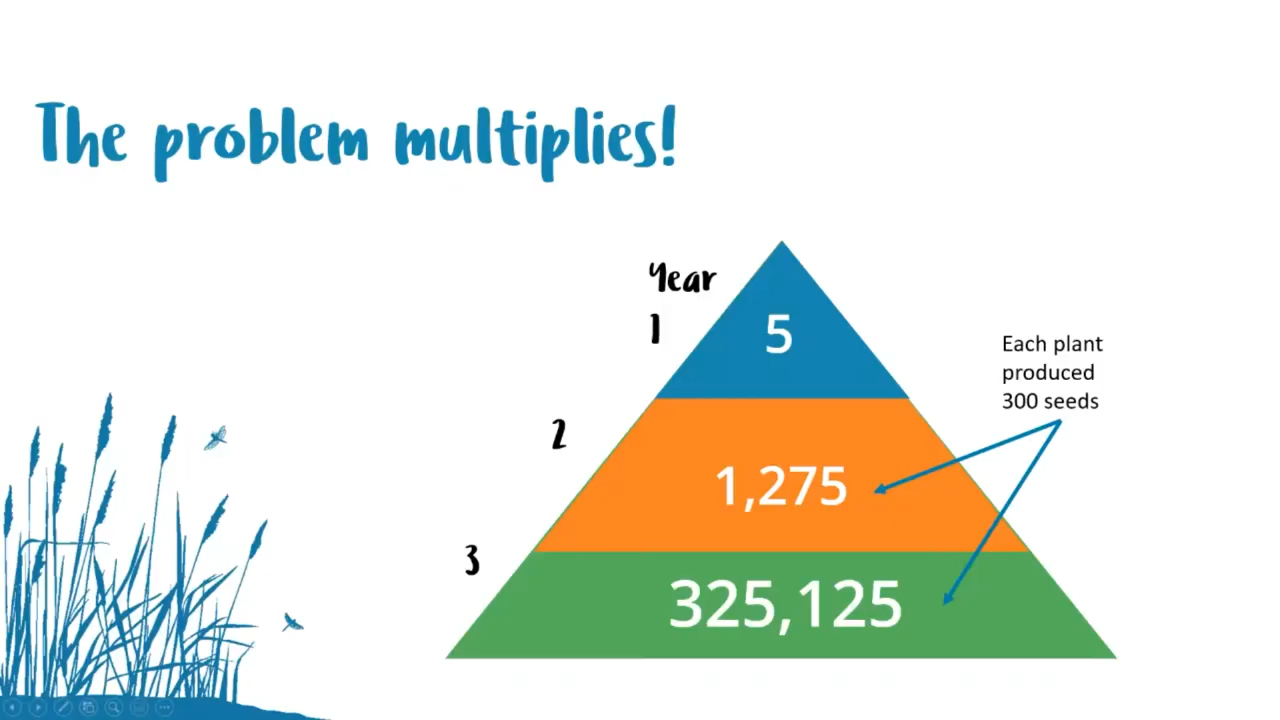 The problem multiplies!
Year
1
5
Each plant
produced
300 seeds
2
1,275
3
325,125